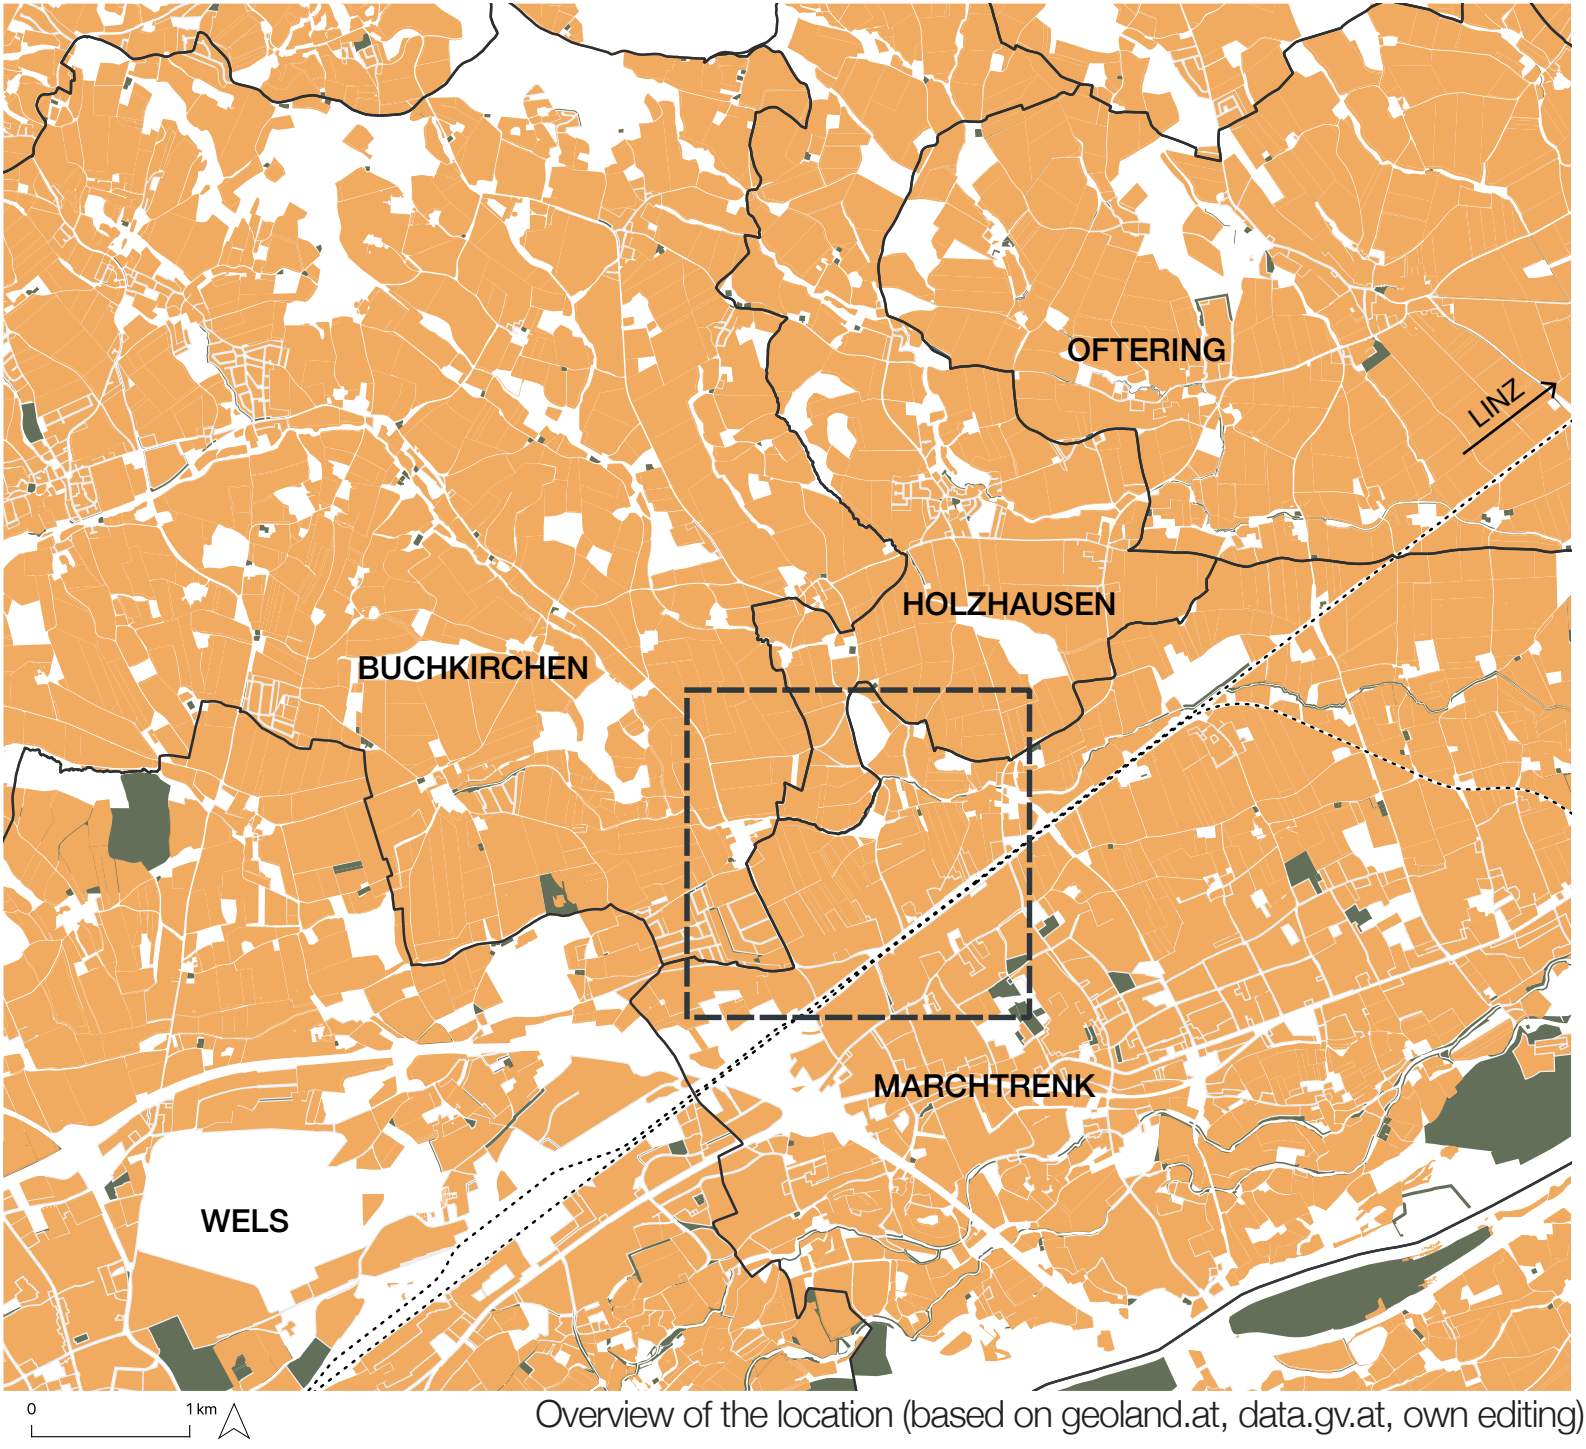 OFTERING
LINZ
HOLZHAUSEN
BUCHKIRCHEN
MARCHTRENK
WELS
0 1 km
Overview of the location (based on geoland.at, data.gv.at, own editing)